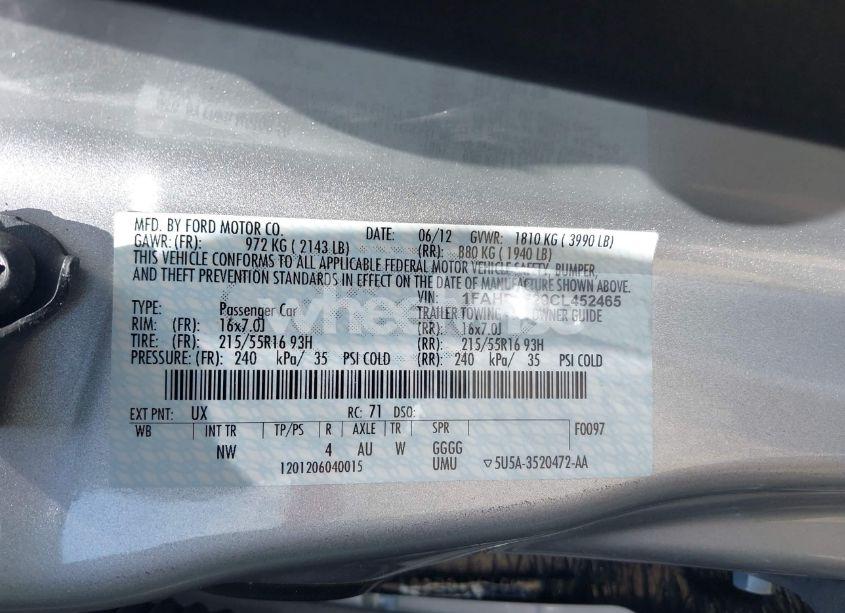 MFD. BY FORD MOTOR CO. DATE: 06/12 GVWR: 1810 KG ( 3990 LB)
GAWR: (FR): 972 KG ( 2143 LB) (RR): 880 KG ( 1940 LB)
THIS VEHICLE CONFORMS TO ALL APPLICABLE FEDERAL MOTOR VEHICLE SAFETY, BUMPER,
AND THEFT PREVENTION STANDARDS IN EFFECT ON THE DATE OF MANUFACTURE SHOWN ABOVE.
VIN: CL452465
TYPE: Passenger Car TRAILER TOWING OWNER GUIDE
RIM: (FR): 16x7.0J (RR): 16x7.0J
TIRE: (FR): 215/55R16 93H (RR): 215/55R16 93H
PRESSURE: (FR): 240 kPa/ 35 PSI COLD (RR): 240 kPa/ 35 PSI COLD
EXT PNT: UX RC: 71 DSO: F0097
WB INT TR TP/PS R AXLE TR SPR
NW 4 AU W GGGG
1201206040015 UMU 5U5A-3520472-AA